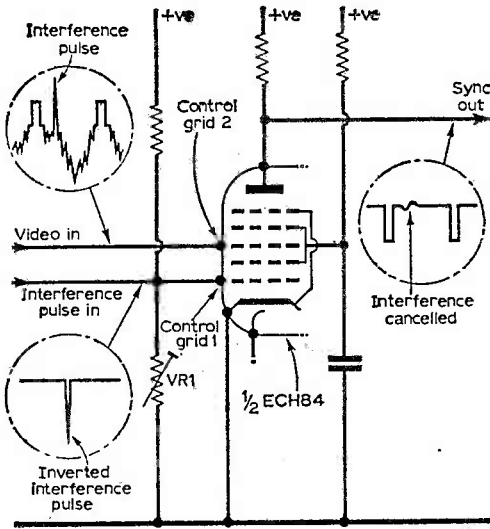 +ve
+ve
+ve
Interference
pulse
Control
grid 2
Sync
out
Video in
Interference
pulse in
Control
grid 1
Interference
cancelled
VR1
½ ECH84
Inverted
interference
pulse